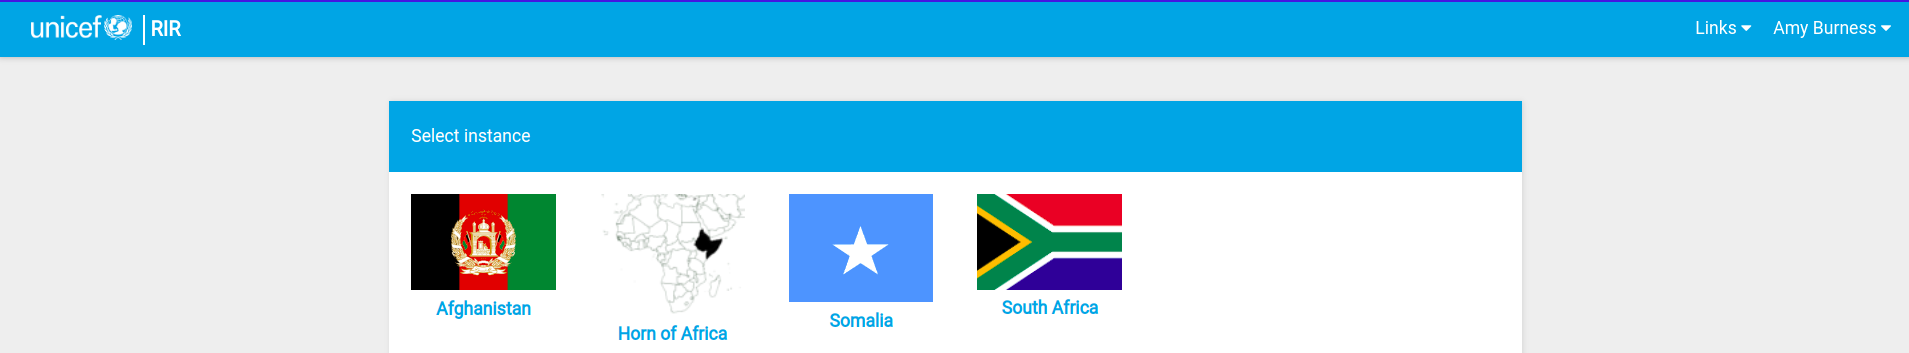 unicef RIR
Links Amy Burness
Select instance
Afghanistan
Horn of Africa
Somalia
South Africa